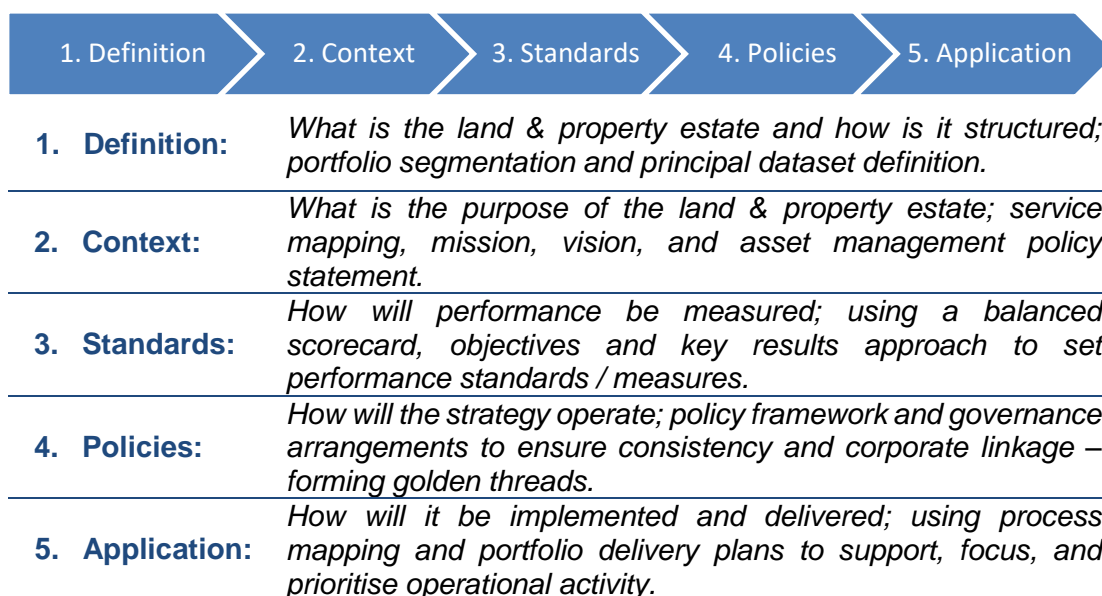 1. Definition
2. Context
3. Standards
4. Policies
5. Application
1. Definition:
What is the land & property estate and how is it structured;
portfolio segmentation and principal dataset definition.
2. Context:
What is the purpose of the land & property estate; service
mapping, mission, vision, and asset management policy
statement.
3. Standards:
How will performance be measured; using a balanced
scorecard, objectives and key results approach to set
performance standards / measures.
4. Policies:
How will the strategy operate; policy framework and governance
arrangements to ensure consistency and corporate linkage –
forming golden threads.
5. Application:
How will it be implemented and delivered; using process
mapping and portfolio delivery plans to support, focus, and
prioritise operational activity.